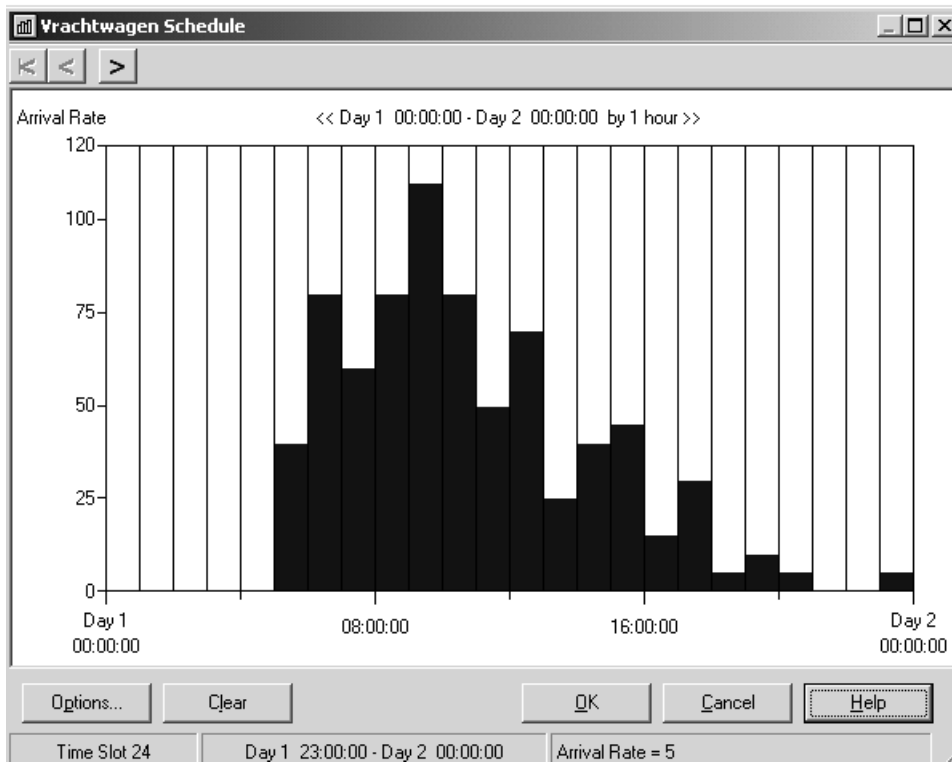 Vrachtwagen Schedule
Arrival Rate
<< Day 1 00:00:00 - Day 2 00:00:00 by 1 hour >>
120
100
75
50
25
0
Day 1
00:00:00
08:00:00
16:00:00
Day 2
00:00:00
Options...
Clear
OK
Cancel
Help
Time Slot 24
Day 1 23:00:00 - Day 2 00:00:00
Arrival Rate = 5